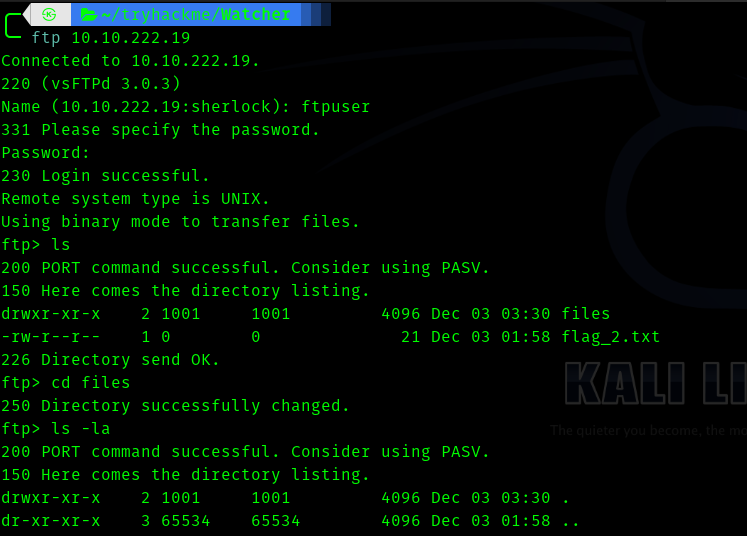 ~/tryhackme/Watcher
ftp 10.10.222.19
Connected to 10.10.222.19.
220 (vsFTPd 3.0.3)
Name (10.10.222.19:sherlock): ftpuser
331 Please specify the password.
Password:
230 Login successful.
Remote system type is UNIX.
Using binary mode to transfer files.
ftp> ls
200 PORT command successful. Consider using PASV.
150 Here comes the directory listing.
drwxr-xr-x    2 1001     1001         4096 Dec 03 03:30 files
-rw-r--r--    1 0        0              21 Dec 03 01:58 flag_2.txt
226 Directory send OK.
ftp> cd files
250 Directory successfully changed.
ftp> ls -la
200 PORT command successful. Consider using PASV.
150 Here comes the directory listing.
drwxr-xr-x    2 1001     1001         4096 Dec 03 03:30 .
dr-xr-xr-x    3 65534    65534        4096 Dec 03 01:58 ..
KALI LI
The quieter you become, the mo